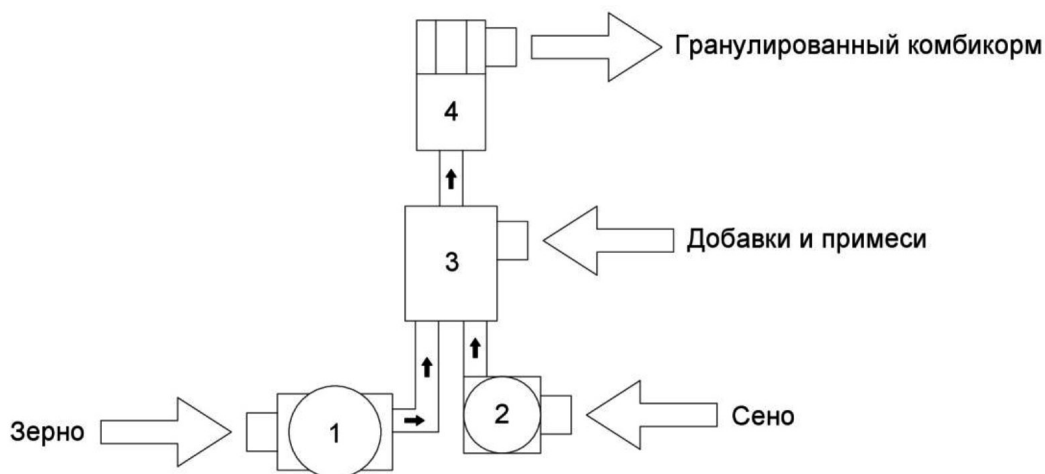 Гранулированный комбикорм
4
Добавки и примеси
3
Зерно
1
2
Сено